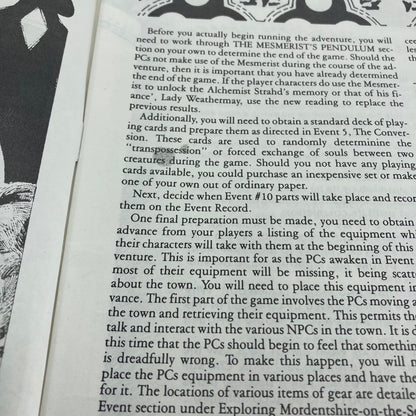 Before you actually begin running the adventure, you will
need to work through THE MESMERIST'S PENDULUM sec-
tion on your own to determine the end of game. Should the
PCs not make use of the Mesmerist during the course of the ad-
venture, then it is important that you have already determined
the end of the game. If the player characters do use the Mesmer-
ist to unlock the Alchemist Strahd's memory or that of his fi-
ance', Lady Weathermay, use the new reading to replace the
previous results.
Additionally, you will need to obtain a standard deck of play-
ing cards and prepare them as directed in Event 5, The Conver-
sion. These cards are used to randomly determine the
"transpossession" or forced exchange of souls between two
creatures during the game. Should you not have any playing
cards available, you could purchase an inexpensive set or make
one of your own out of ordinary paper.
Next, decide when Event #10 parts will take place and recor
them on the Event Record.
One final preparation must be made, you need to obtain
advance from your players a listing of the equipment wh
their characters will take with them at the beginning of this
venture. This is important for as the PCs awaken in Event
most of their equipment will be missing, it being scat
about the town. You will need to place this equipment in
vance. The first part of the game involves the PCs moving a
the town and retrieving their equipment. This permits the
talk and interact with the various NPCs in the town. It is d
this time that the PCs should begin to feel that somethin
is dreadfully wrong. To make this happen, you will n
place the PCs equipment in various places and have the
for it. The locations of various items of gear are detaile
Event section under Exploring Mordentshire-on-the-S